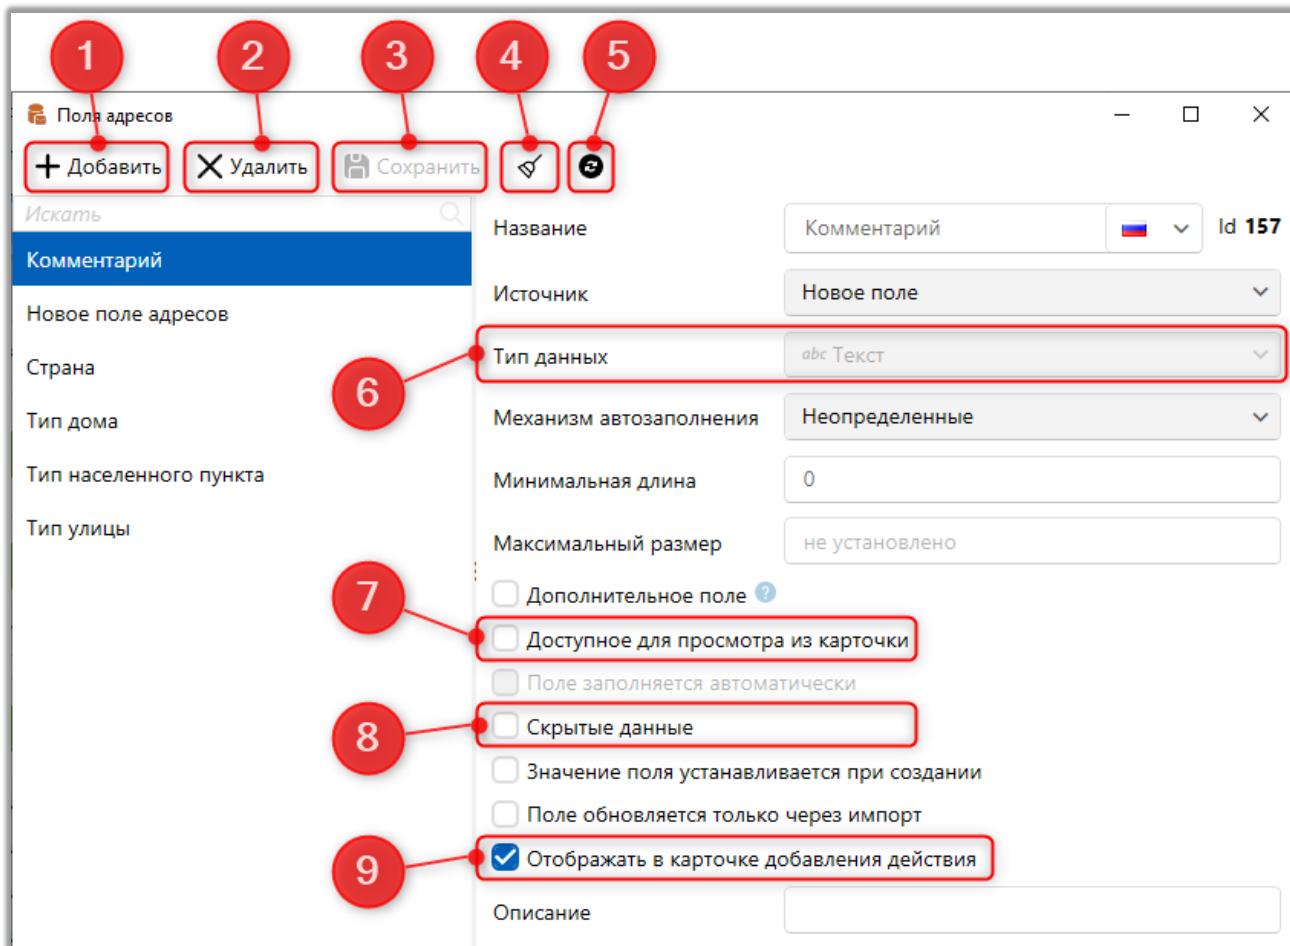 1 2 3 4 5
Поля адресов
Добавить Удалить Сохранить
Искать
Название Комментарий Id 157
Комментарий
Источник Новое поле
Новое поле адресов
6 Тип данных abc Текст
Страна
Механизм автозаполнения Неопределенные
Тип дома
Тип населенного пункта
Минимальная длина 0
Тип улицы
Максимальный размер не установлено
7 Дополнительное поле ?
Доступное для просмотра из карточки
Поле заполняется автоматически
8 Скрытые данные
Значение поля устанавливается при создании
Поле обновляется только через импорт
9 Отображать в карточке добавления действия
Описание